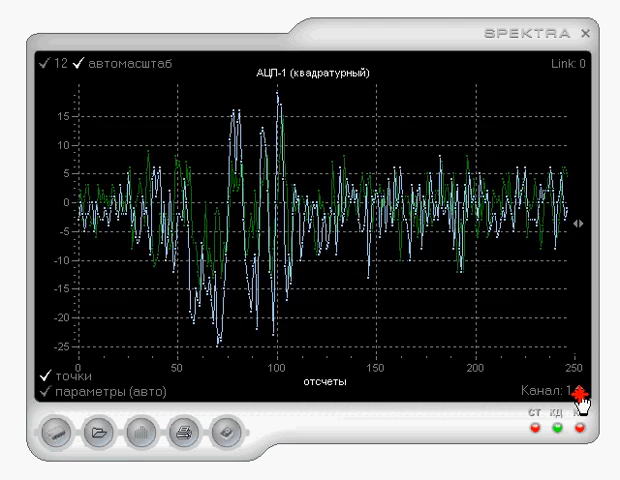 SPEKTRA
12 автомасштаб
Link: 0
АЦП-1 (квадратурный)
15
10
5
0
-5
-10
-15
-20
-25
0 50 100 150 200 250
отсчеты
точки
параметры (авто)
Канал: 1
СТ КД